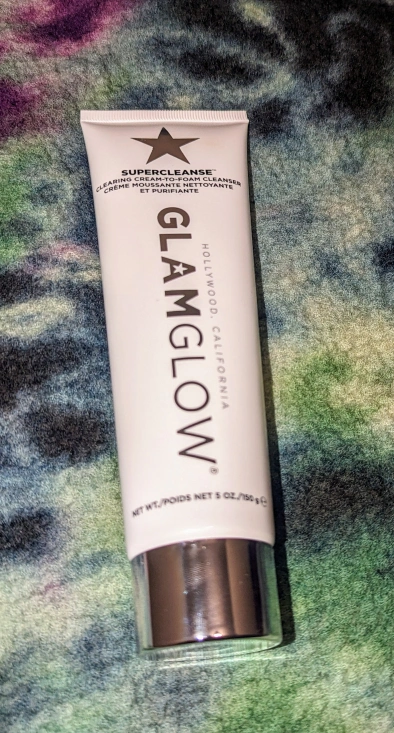 SUPERCLEANSE™
CLEARING CREAM-TO-FOAM CLEANSER
CRÈME MOUSSANTE NETTOYANTE
ET PURIFIANTE
GLAMGLOW®
HOLLYWOOD, CALIFORNIA
NET WT./POIDS NET 5 OZ./150 g ℮